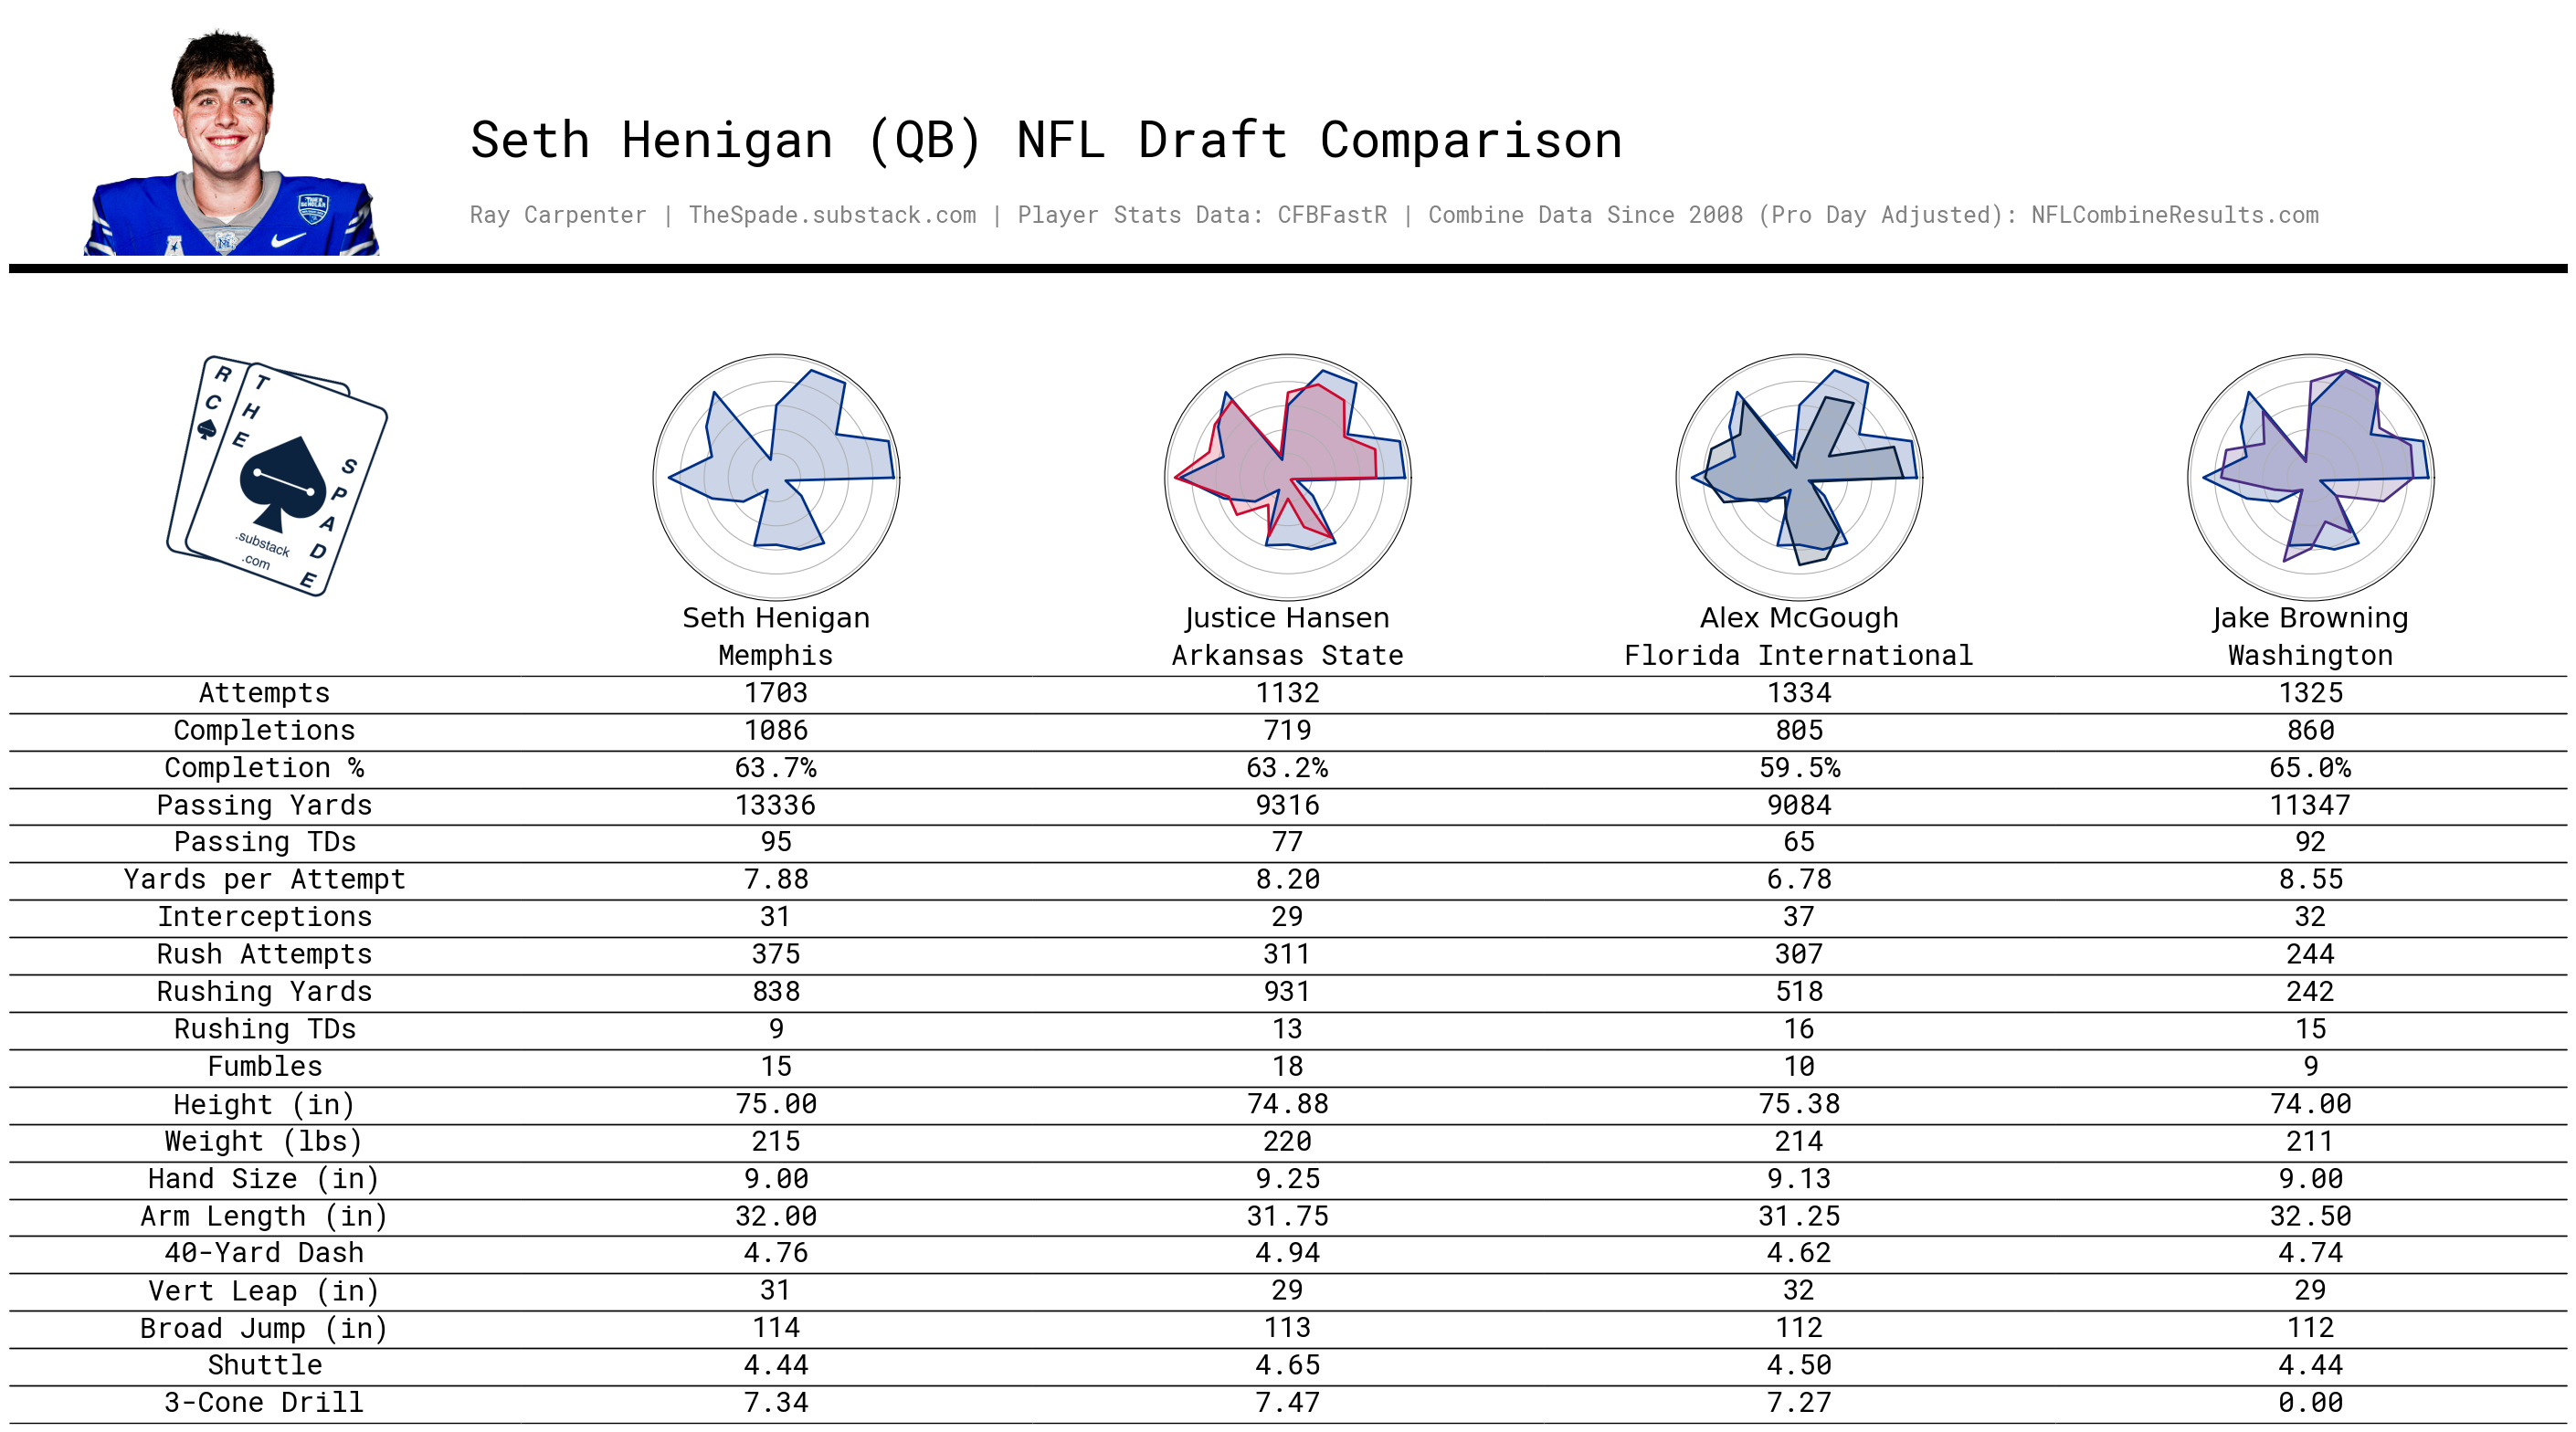 Seth Henigan (QB) NFL Draft Comparison
Ray Carpenter | TheSpade.substack.com | Player Stats Data: CFBFastR | Combine Data Since 2008 (Pro Day Adjusted): NFLCombineResults.com
R C
THE
SPADE
.substack
.com
Seth Henigan Justice Hansen Alex McGough Jake Browning
Memphis Arkansas State Florida International Washington
Attempts 1703 1132 1334 1325
Completions 1086 719 805 860
Completion % 63.7% 63.2% 59.5% 65.0%
Passing Yards 13336 9316 9084 11347
Passing TDs 95 77 65 92
Yards per Attempt 7.88 8.20 6.78 8.55
Interceptions 31 29 37 32
Rush Attempts 375 311 307 244
Rushing Yards 838 931 518 242
Rushing TDs 9 13 16 15
Fumbles 15 18 10 9
Height (in) 75.00 74.88 75.38 74.00
Weight (lbs) 215 220 214 211
Hand Size (in) 9.00 9.25 9.13 9.00
Arm Length (in) 32.00 31.75 31.25 32.50
40-Yard Dash 4.76 4.94 4.62 4.74
Vert Leap (in) 31 29 32 29
Broad Jump (in) 114 113 112 112
Shuttle 4.44 4.65 4.50 4.44
3-Cone Drill 7.34 7.47 7.27 0.00